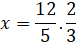 x = 12/5 . 2/3